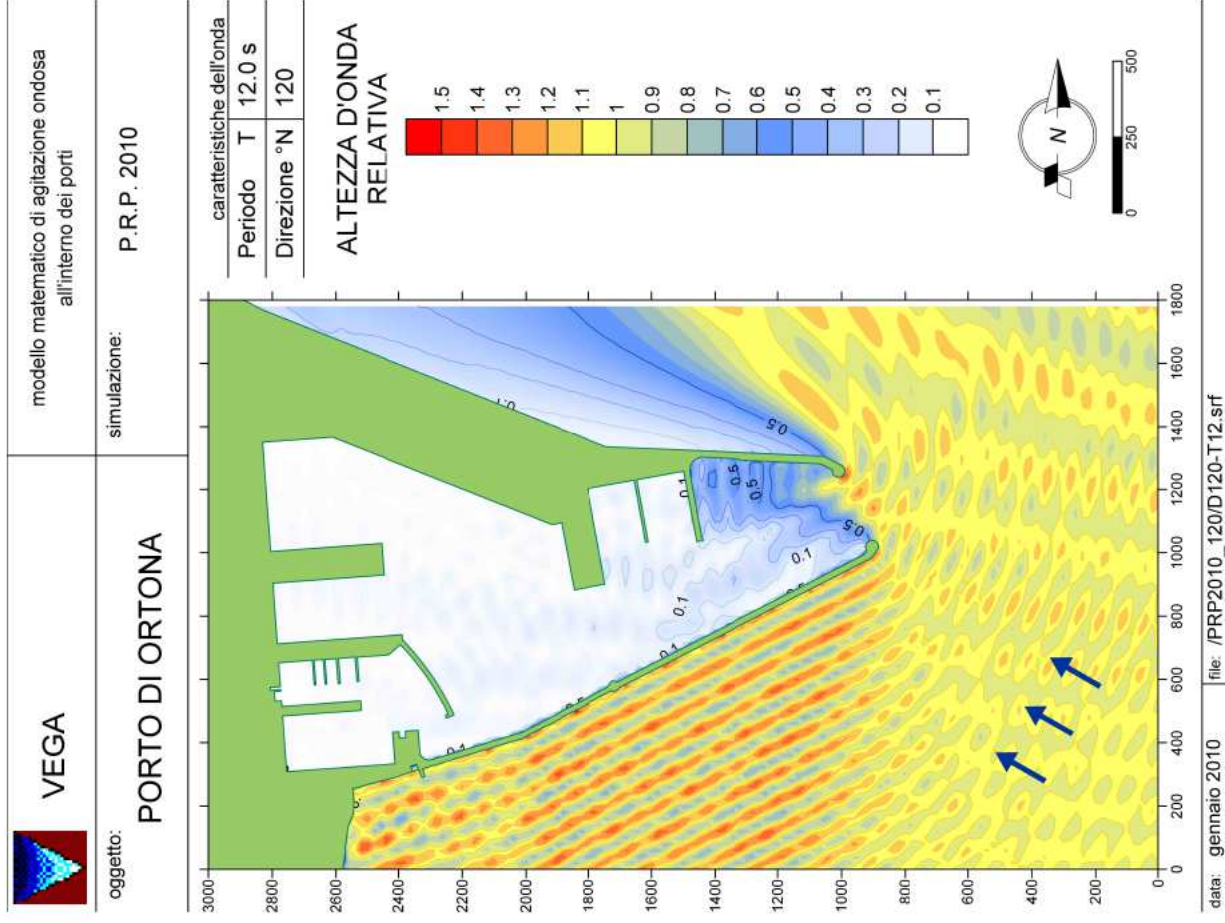 VEGA
modello matematico di agitazione ondosa
all'interno dei porti
oggetto:
PORTO DI ORTONA
simulazione:
P.R.P. 2010
caratteristiche dell'onda
Periodo T 12.0 s
Direzione °N 120
ALTEZZA D'ONDA
RELATIVA
1.5
1.4
1.3
1.2
1.1
1
0.9
0.8
0.7
0.6
0.5
0.4
0.3
0.2
0.1
N
0 250 500
3000
2800
2600
2400
2200
2000
1800
1600
1400
1200
1000
800
600
400
200
0
0 200 400 600 800 1000 1200 1400 1600 1800
0.1
0.1
0.1
0.1
0.1
0.1
0.5
0.5
0.5
0.5
data: gennaio 2010
file: /PRP2010_120/D120-T12.srf